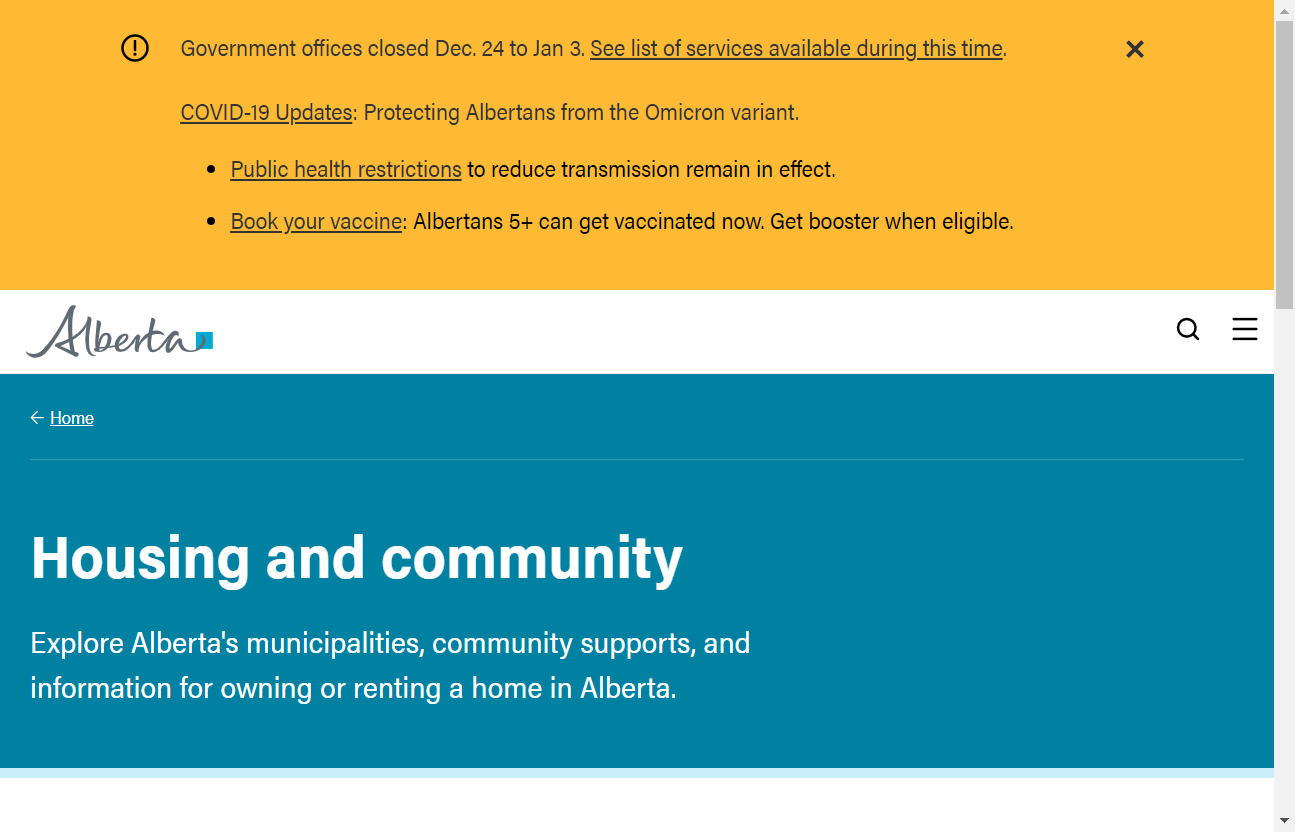 Government offices closed Dec. 24 to Jan 3. See list of services available during this time.
COVID-19 Updates: Protecting Albertans from the Omicron variant.
• Public health restrictions to reduce transmission remain in effect.
• Book your vaccine: Albertans 5+ can get vaccinated now. Get booster when eligible.
Alberta
← Home
Housing and community
Explore Alberta's municipalities, community supports, and
information for owning or renting a home in Alberta.